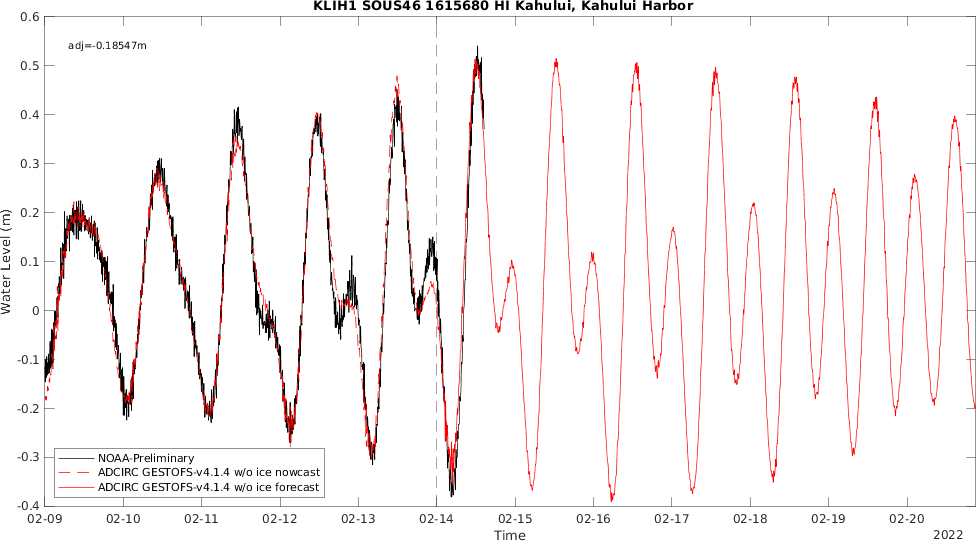 KLIH1 SOUS46 1615680 HI Kahului, Kahului Harbor
adj=-0.18547m
0.6
0.5
0.4
0.3
0.2
0.1
0
-0.1
-0.2
-0.3
-0.4
Water Level (m)
NOAA-Preliminary
ADCIRC GESTOFS-v4.1.4 w/o ice nowcast
ADCIRC GESTOFS-v4.1.4 w/o ice forecast
02-09 02-10 02-11 02-12 02-13 02-14 02-15 02-16 02-17 02-18 02-19 02-20
Time
2022